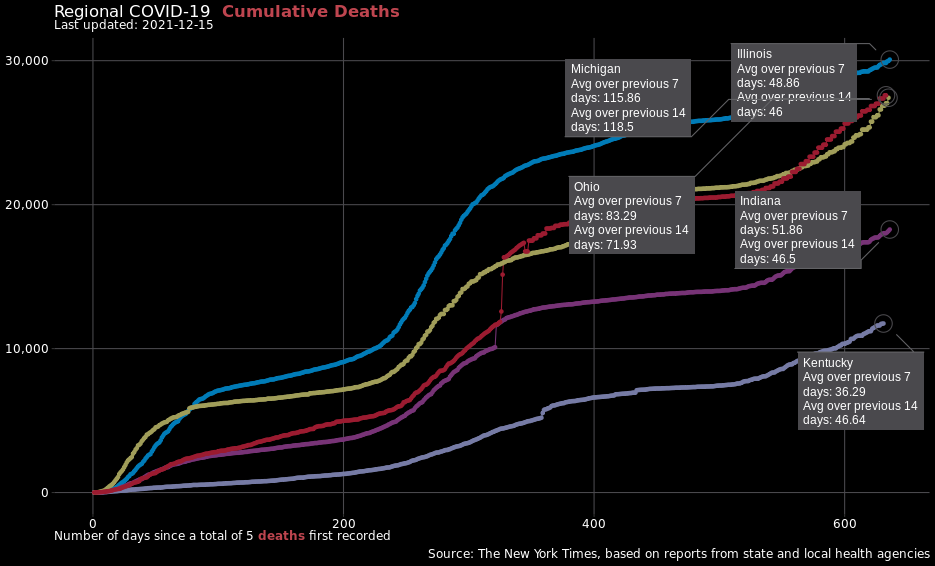 Regional COVID-19 Cumulative Deaths
Last updated: 2021-12-15
30,000
20,000
10,000
0
Michigan
Avg over previous 7
days: 115.86
Avg over previous 14
days: 118.5
Illinois
Avg over previous 7
days: 48.86
Avg over previous 14
days: 46
Ohio
Avg over previous 7
days: 83.29
Avg over previous 14
days: 71.93
Indiana
Avg over previous 7
days: 51.86
Avg over previous 14
days: 46.5
Kentucky
Avg over previous 7
days: 36.29
Avg over previous 14
days: 46.64
0 200 400 600
Number of days since a total of 5 deaths first recorded
Source: The New York Times, based on reports from state and local health agencies